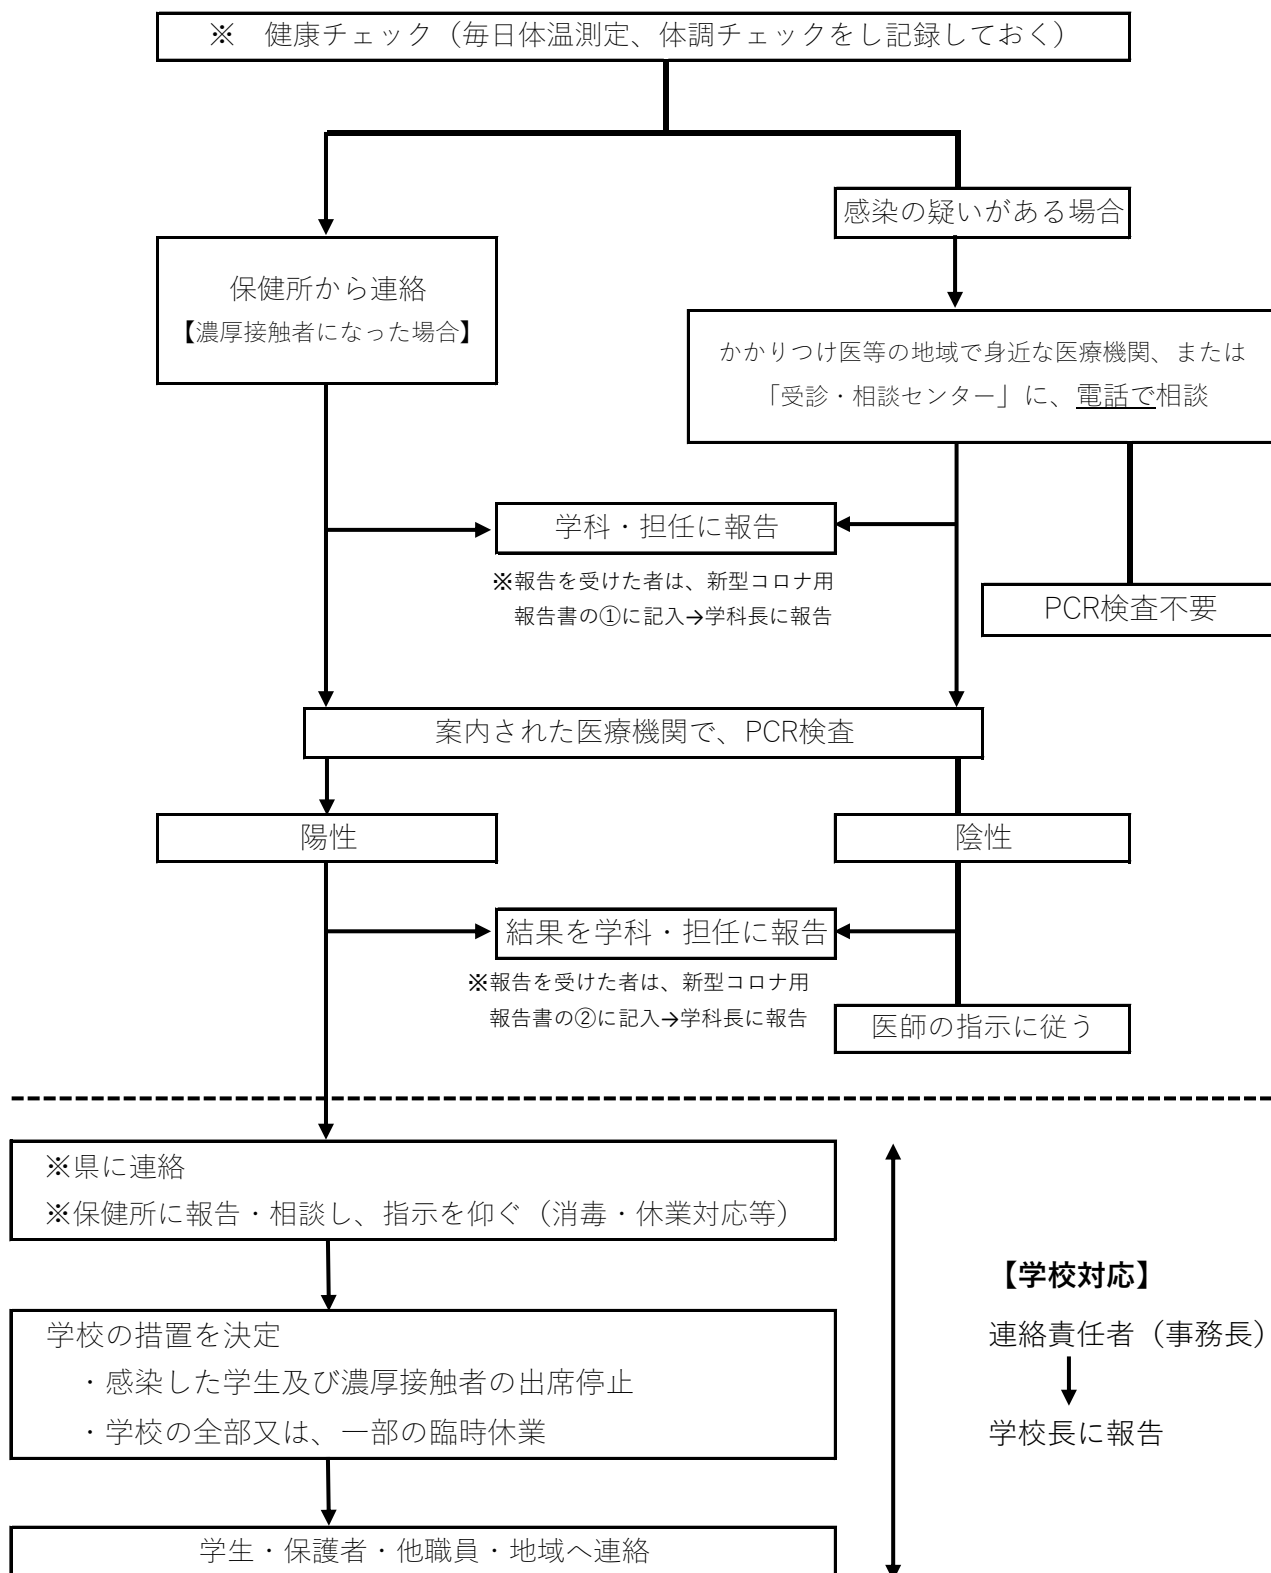 ※　健康チェック（毎日体温測定、体調チェックをし記録しておく）
感染の疑いがある場合
保健所から連絡
【濃厚接触者になった場合】
かかりつけ医等の地域で身近な医療機関、または
「受診・相談センター」に、電話で相談
学科・担任に報告
※報告を受けた者は、新型コロナ用
報告書の①に記入→学科長に報告
PCR検査不要
案内された医療機関で、PCR検査
陽性
陰性
結果を学科・担任に報告
※報告を受けた者は、新型コロナ用
報告書の②に記入→学科長に報告
医師の指示に従う
※県に連絡
※保健所に報告・相談し、指示を仰ぐ（消毒・休業対応等）
学校の措置を決定
・感染した学生及び濃厚接触者の出席停止
・学校の全部又は、一部の臨時休業
学生・保護者・他職員・地域へ連絡
【学校対応】
連絡責任者（事務長）
学校長に報告